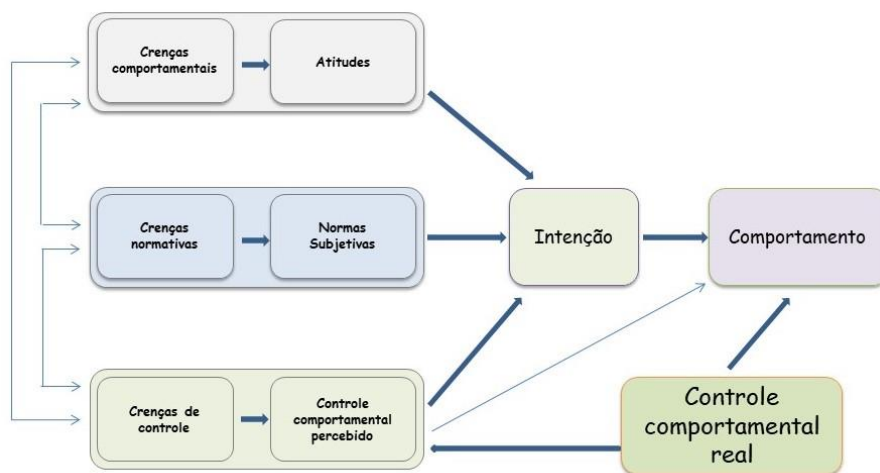 Crenças
comportamentais
Atitudes
Crenças
normativas
Normas
Subjetivas
Intenção
Comportamento
Crenças de
controle
Controle
comportamental
percebido
Controle
comportamental
real